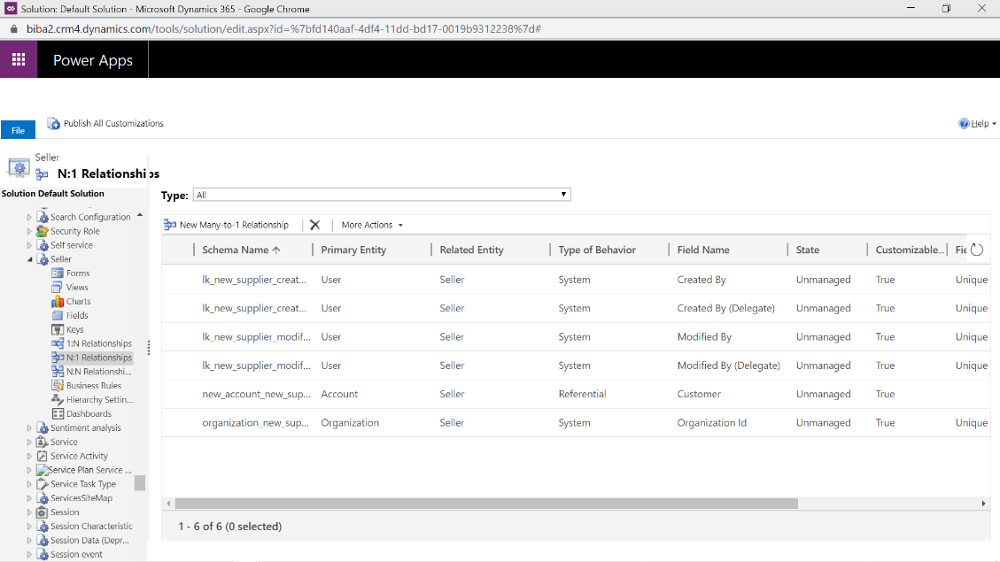 Solution: Default Solution - Microsoft Dynamics 365 - Google Chrome
biba2.crm4.dynamics.com/tools/solution/edit.aspx?id=%7bfd140aaf-4df4-11dd-bd17-0019b9312238%7d#
Power Apps
File
Publish All Customizations
Help
Seller
N:1 Relationships
Solution Default Solution
Search Configuration
Security Role
Self service
Seller
Forms
Views
Charts
Fields
Keys
1:N Relationships
N:1 Relationships
N:N Relationshi...
Business Rules
Hierarchy Settin...
Dashboards
Sentiment analysis
Service
Service Activity
Service Plan Service ...
Service Task Type
ServicesSiteMap
Session
Session Characteristic
Session Data (Depr...
Session event
Type: All
New Many-to-1 Relationship More Actions
Schema Name Primary Entity Related Entity Type of Behavior Field Name State Customizable... Fie
lk_new_supplier_creat... User Seller System Created By Unmanaged True Unique
lk_new_supplier_creat... User Seller System Created By (Delegate) Unmanaged True Unique
lk_new_supplier_modif... User Seller System Modified By Unmanaged True Unique
lk_new_supplier_modif... User Seller System Modified By (Delegate) Unmanaged True Unique
new_account_new_sup... Account Seller Referential Customer Unmanaged True
organization_new_sup... Organization Seller System Organization Id Unmanaged True Unique
1 - 6 of 6 (0 selected)